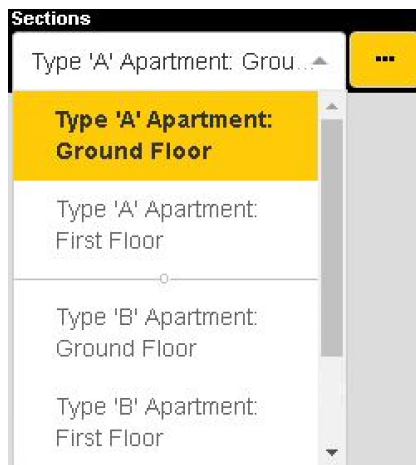 Sections
Type 'A' Apartment: Grou...
Type 'A' Apartment:
Ground Floor
Type 'A' Apartment:
First Floor
Type 'B' Apartment:
Ground Floor
Type 'B' Apartment:
First Floor